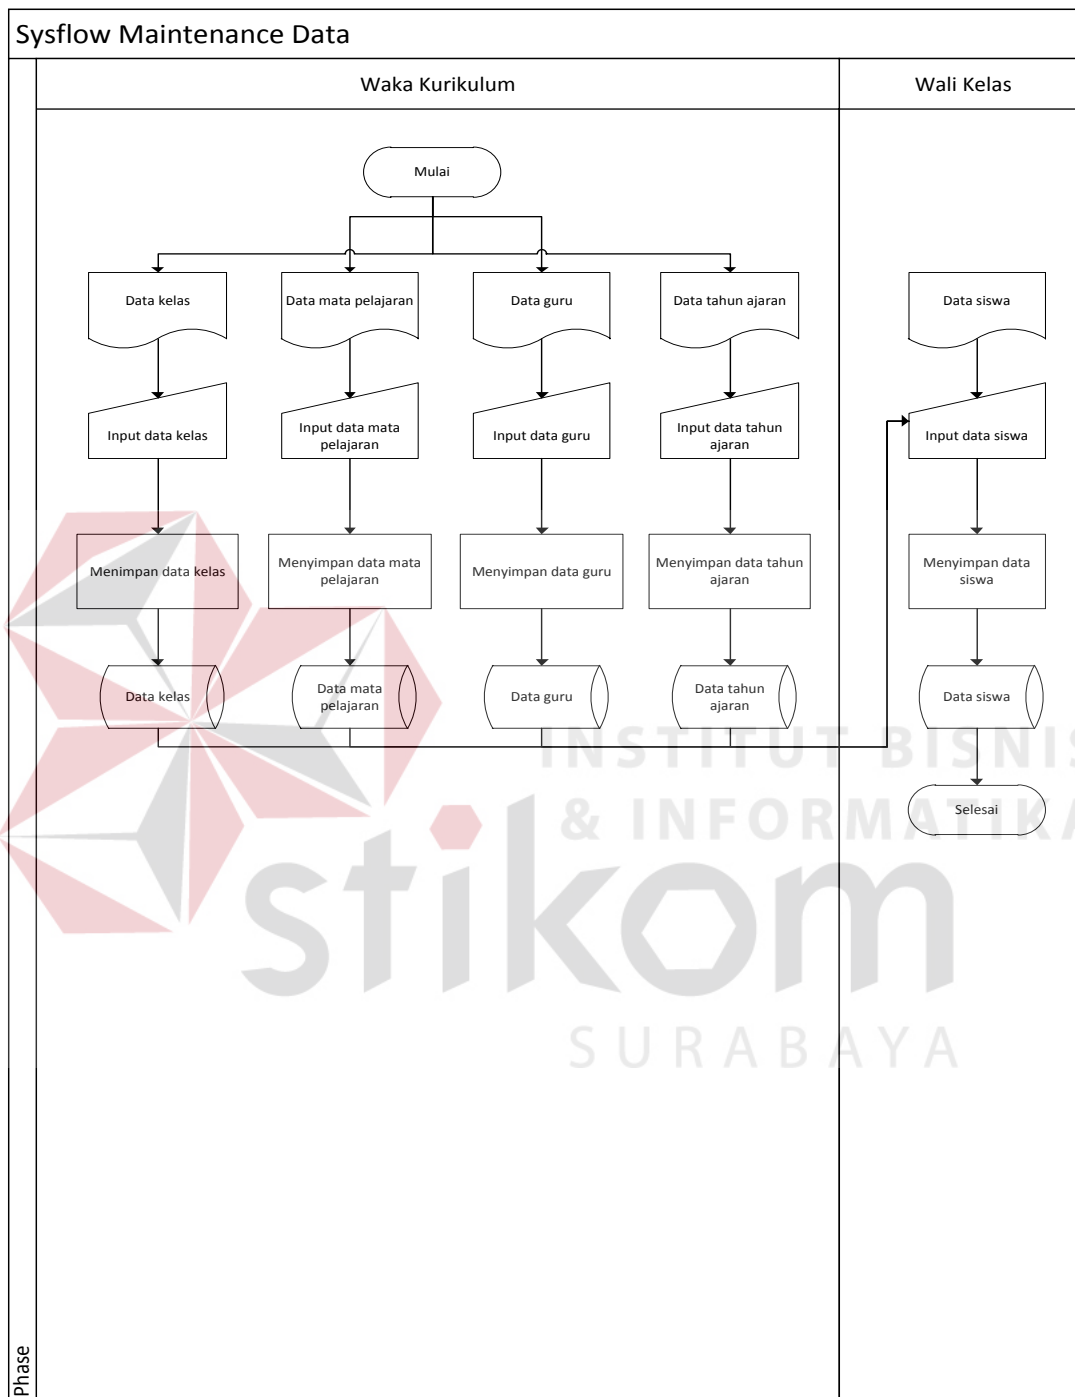 Sysflow Maintenance Data
Waka Kurikulum
Wali Kelas
Mulai
Data kelas
Data mata pelajaran
Data guru
Data tahun ajaran
Data siswa
Input data kelas
Input data mata
pelajaran
Input data guru
Input data tahun
ajaran
Input data siswa
Menimpan data kelas
Menyimpan data mata
pelajaran
Menyimpan data guru
Menyimpan data tahun
ajaran
Menyimpan data
siswa
Data kelas
Data mata
pelajaran
Data guru
Data tahun
ajaran
Data siswa
Selesai
INSTITUT BISNIS
& INFORMATIKA
stikom
SURABAYA
Phase